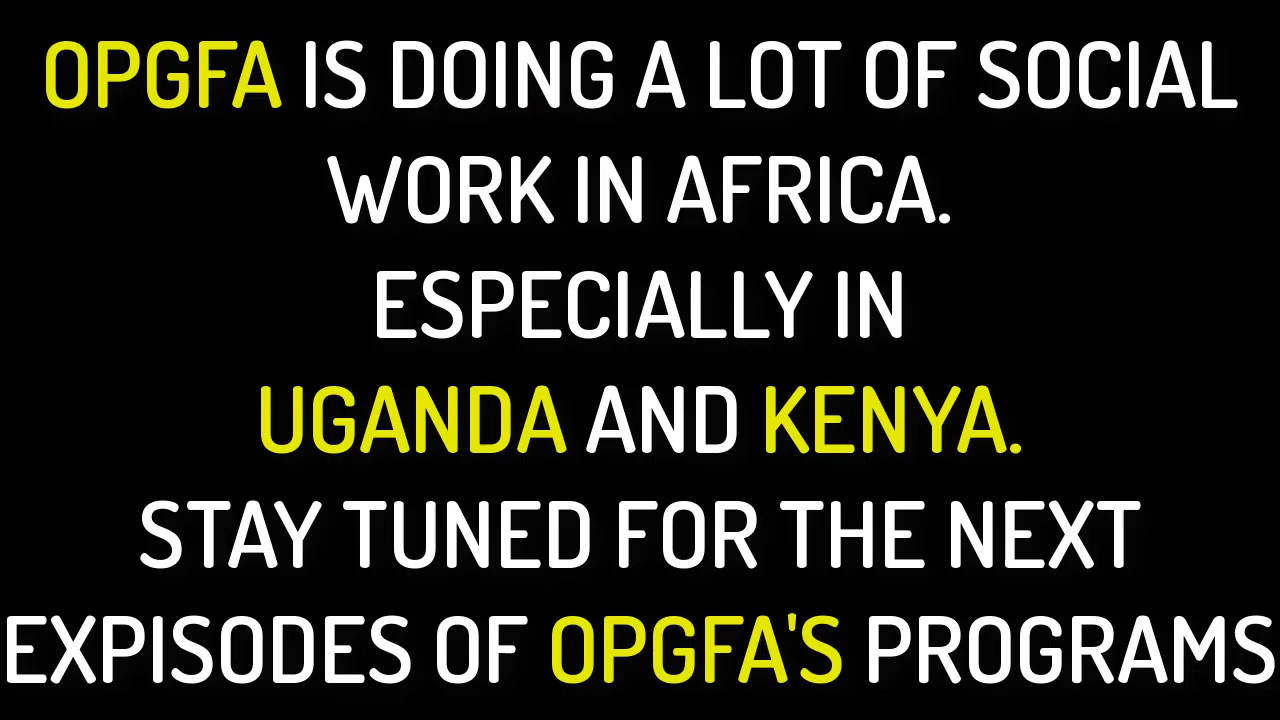 OPGFA IS DOING A LOT OF SOCIAL
WORK IN AFRICA.
ESPECIALLY IN
UGANDA AND KENYA.
STAY TUNED FOR THE NEXT
EXPISODES OF OPGFA'S PROGRAMS